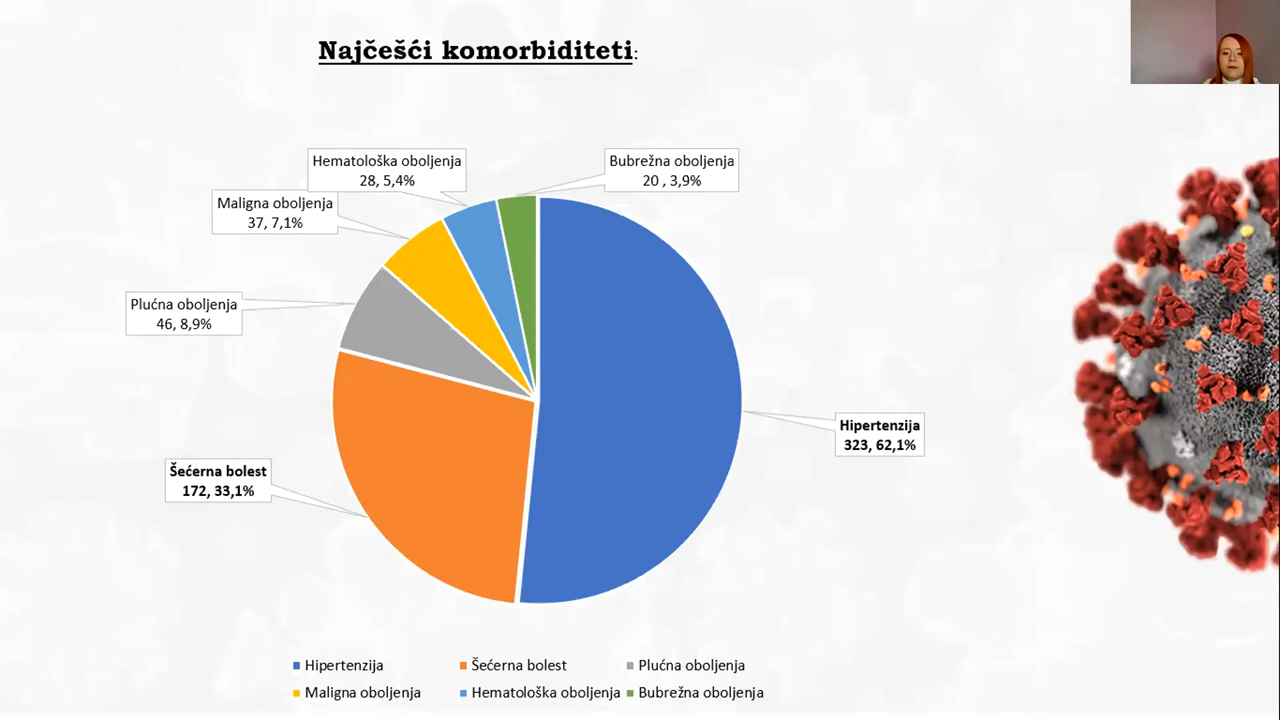 Najčešći komorbiditeti:
Hematološka oboljenja
28, 5,4%
Bubrežna oboljenja
20 , 3,9%
Maligna oboljenja
37, 7,1%
Plućna oboljenja
46, 8,9%
Hipertenzija
323, 62,1%
Šećerna bolest
172, 33,1%
Hipertenzija
Šećerna bolest
Plućna oboljenja
Maligna oboljenja
Hematološka oboljenja
Bubrežna oboljenja